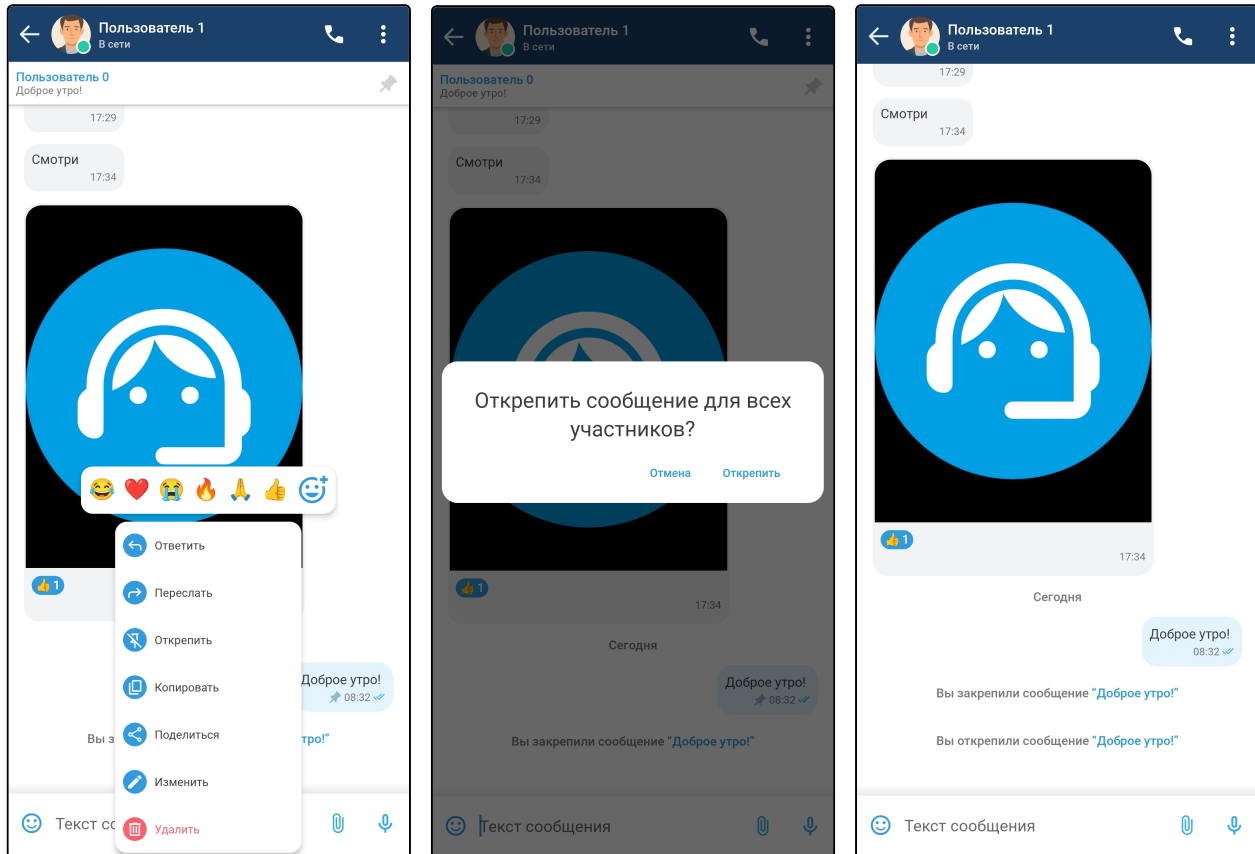 Пользователь 1
В сети
Пользователь 0
Доброе утро!
17:29
Смотри
17:34
Ответить
👍 1
Переслать
Открепить
Копировать
Доброе утро!
08:32
Поделиться
Вы з
тро!”
Изменить
Текст со
Удалить
Пользователь 1
В сети
Пользователь 0
Доброе утро!
17:29
Смотри
17:34
Открепить сообщение для всех
участников?
Отмена Открепить
👍 1
17:34
Сегодня
Доброе утро!
08:32
Вы закрепили сообщение “Доброе утро!”
Текст сообщения
Пользователь 1
В сети
17:29
Смотри
17:34
👍 1
17:34
Сегодня
Доброе утро!
08:32
Вы закрепили сообщение “Доброе утро!”
Вы открепили сообщение “Доброе утро!”
Текст сообщения